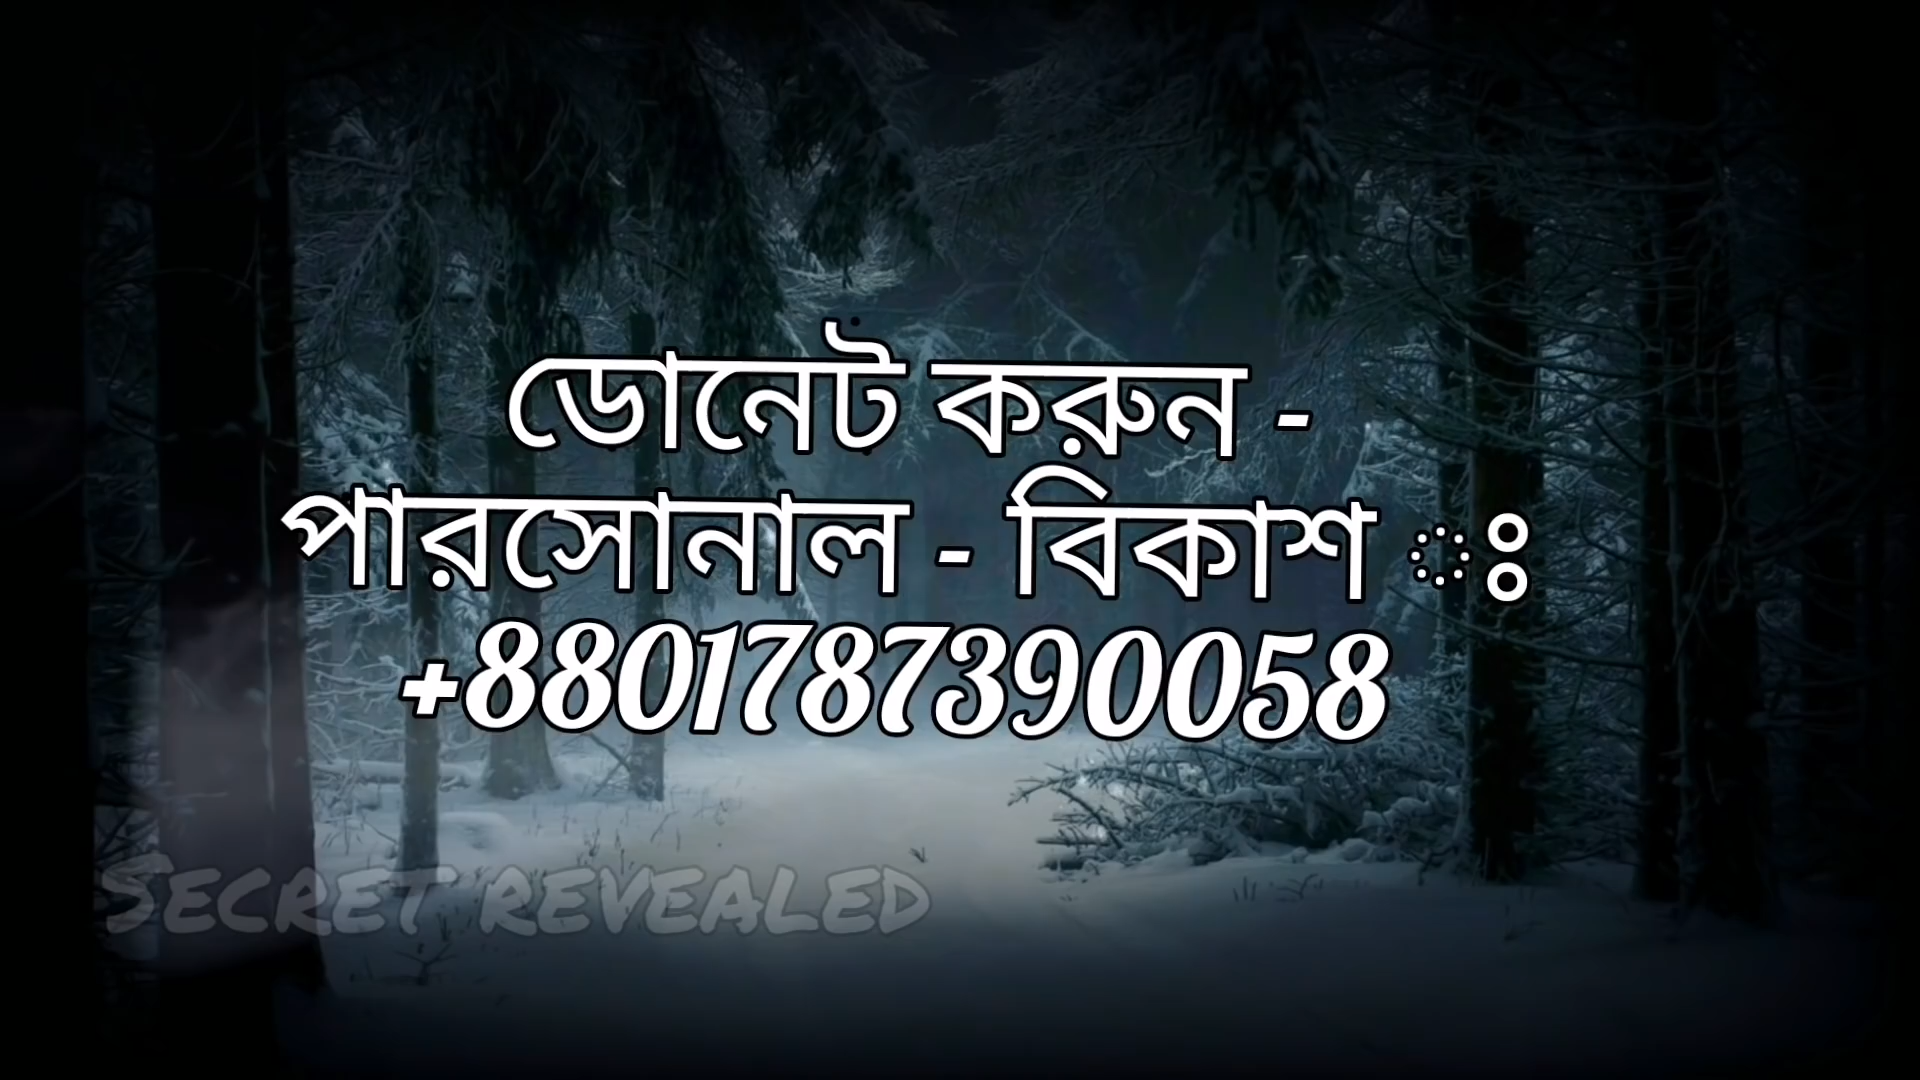 ডোনেট করুন -
পারসোনাল - বিকাশ ঃ
+8801787390058
Secret revealed